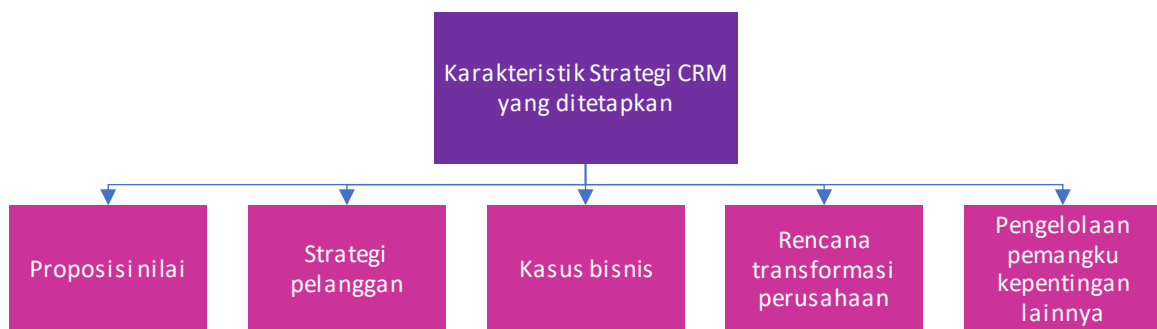 Karakteristik Strategi CRM
yang ditetapkan
Proposisi nilai
Strategi
pelanggan
Kasus bisnis
Rencana
transformasi
perusahaan
Pengelolaan
pemangku
kepentingan
lainnya